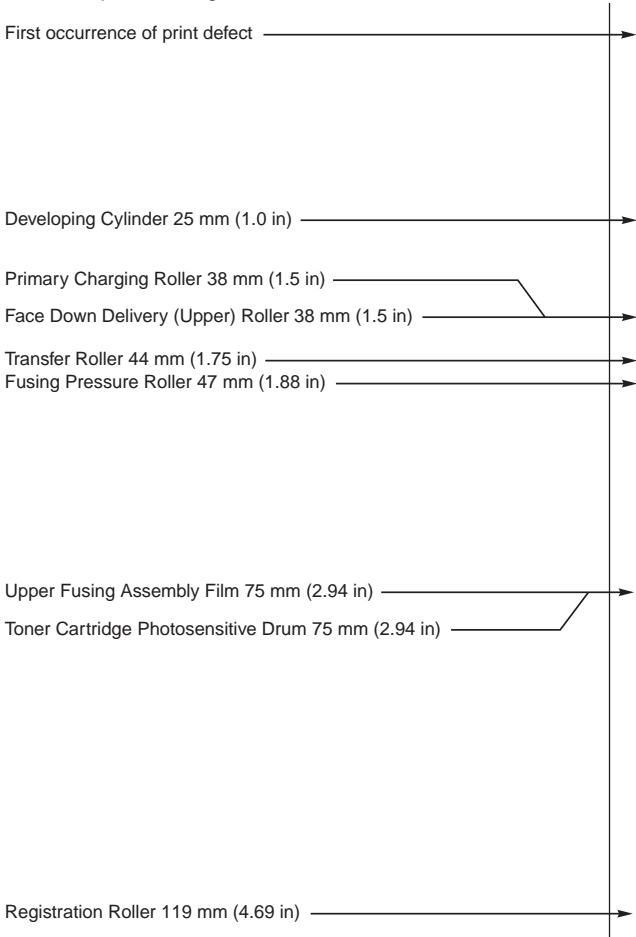 First occurrence of print defect
Developing Cylinder 25 mm (1.0 in)
Primary Charging Roller 38 mm (1.5 in)
Face Down Delivery (Upper) Roller 38 mm (1.5 in)
Transfer Roller 44 mm (1.75 in)
Fusing Pressure Roller 47 mm (1.88 in)
Upper Fusing Assembly Film 75 mm (2.94 in)
Toner Cartridge Photosensitive Drum 75 mm (2.94 in)
Registration Roller 119 mm (4.69 in)